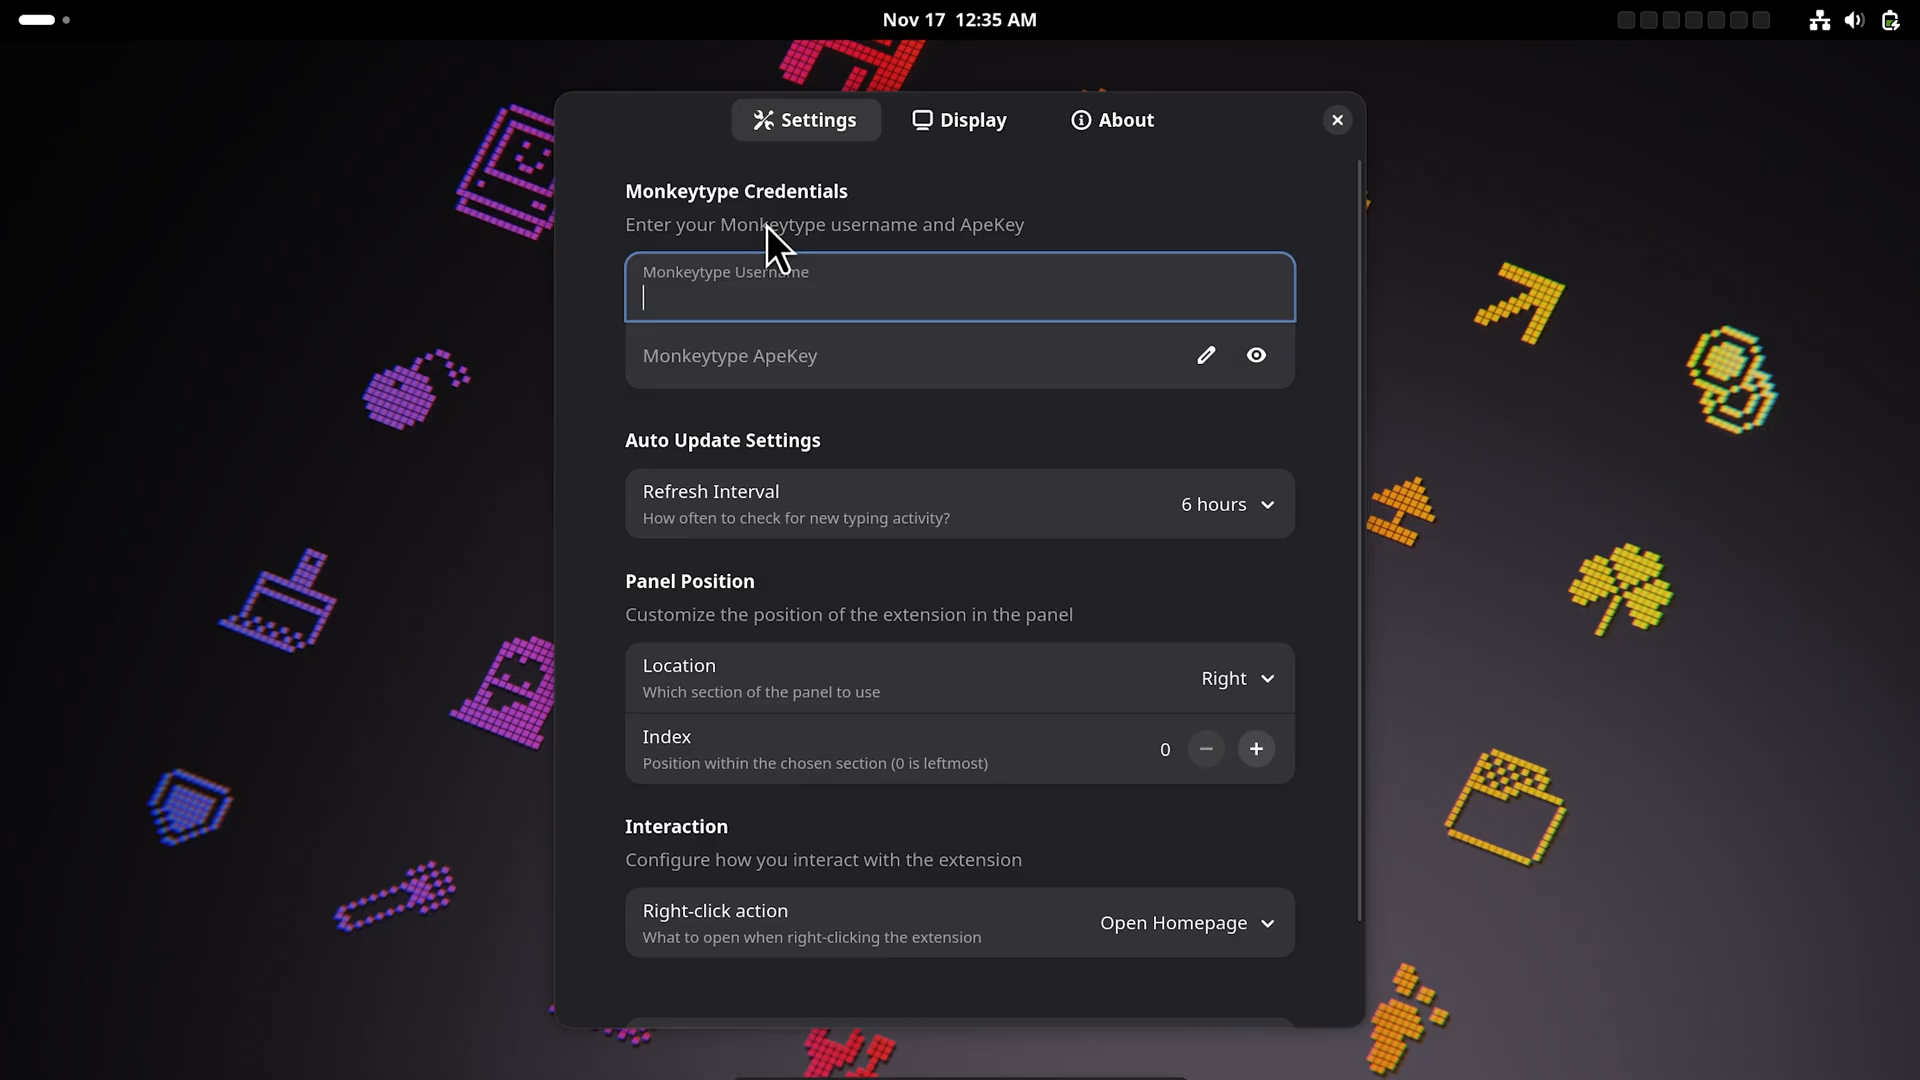 Nov 17 12:35 AM
Settings
Display
About
Monkeytype Credentials
Enter your Monkeytype username and ApeKey
Monkeytype Username
Monkeytype ApeKey
Auto Update Settings
Refresh Interval
6 hours
How often to check for new typing activity?
Panel Position
Customize the position of the extension in the panel
Location
Right
Which section of the panel to use
Index
0
Position within the chosen section (0 is leftmost)
Interaction
Configure how you interact with the extension
Right-click action
Open Homepage
What to open when right-clicking the extension